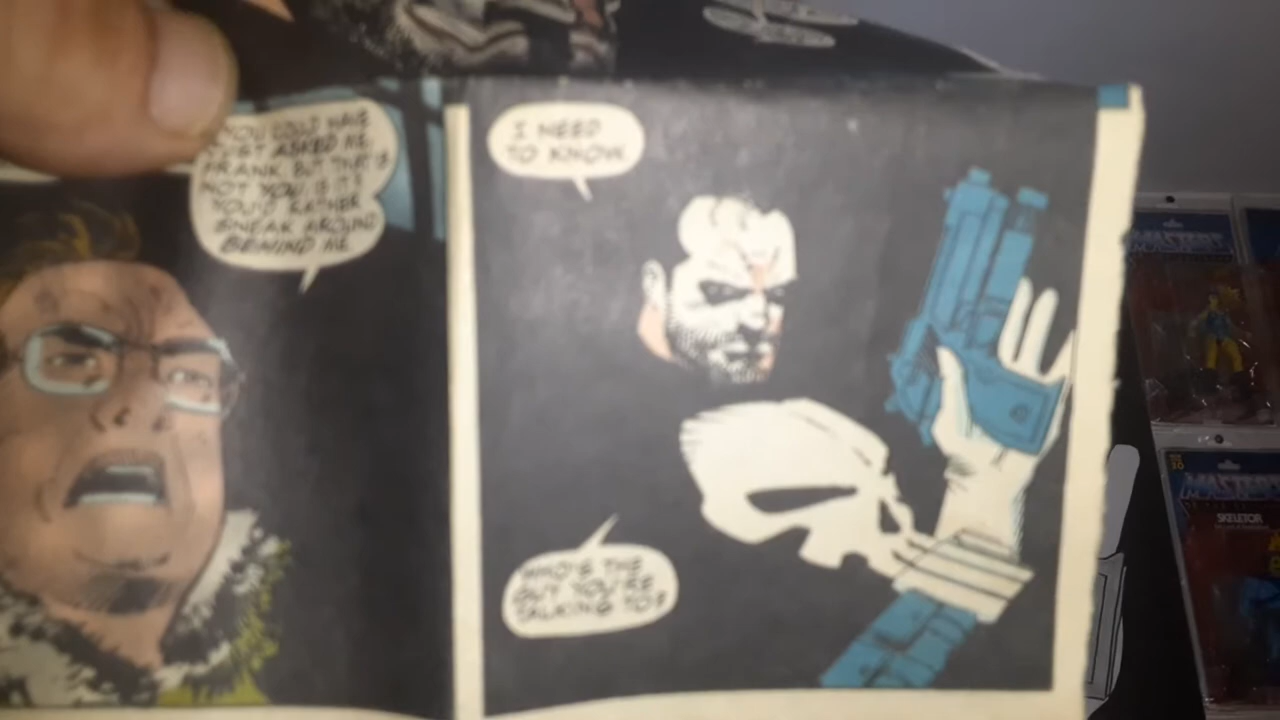 YOU COULD HAVE
JUST ASKED ME,
FRANK, BUT THAT'S
NOT YOU, IS IT?
YOU'D RATHER
SNEAK AROUND
BEHIND ME.
I NEED
TO KNOW.
WHO'S THE
GUY YOU'RE
TALKING TO?
MASTERS
MASTERS
SKELETOR